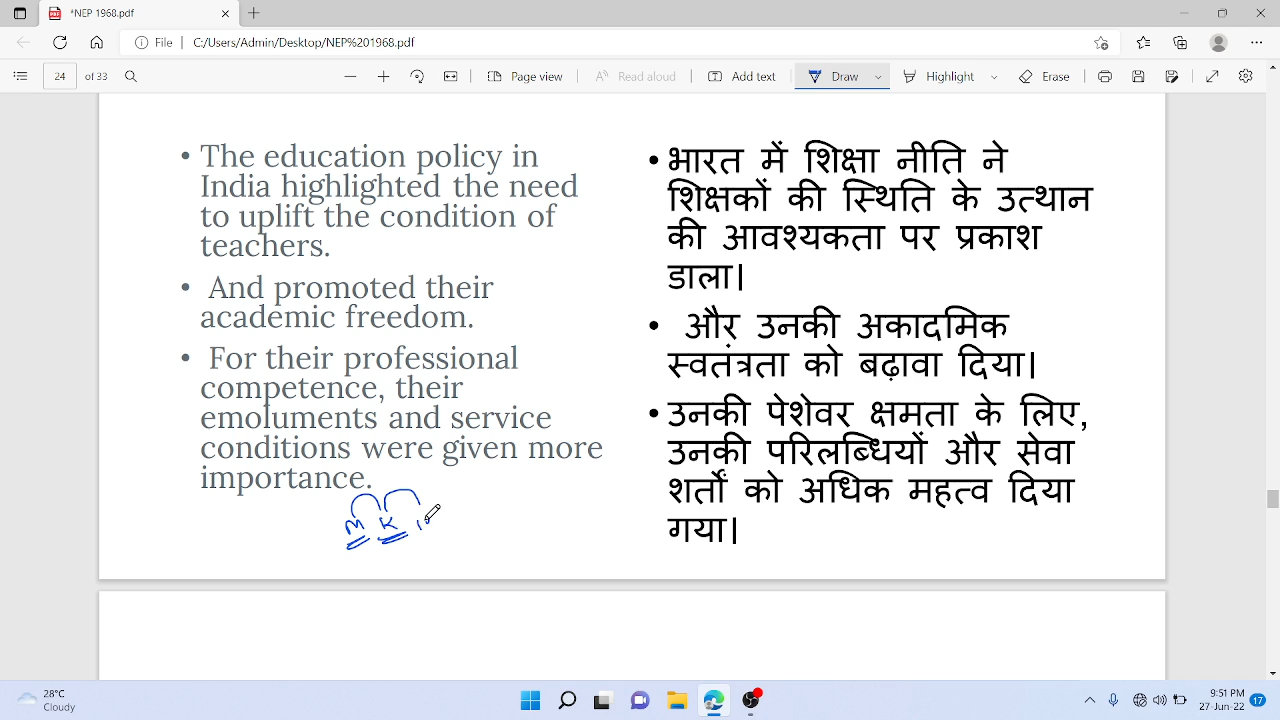 *NEP 1968.pdf
File | C:/Users/Admin/Desktop/NEP%201968.pdf
24 of 33 Page view Read aloud Add text Draw Highlight Erase
• The education policy in
India highlighted the need
to uplift the condition of
teachers.
• And promoted their
academic freedom.
• For their professional
competence, their
emoluments and service
conditions were given more
importance.
M K
• भारत में शिक्षा नीति ने
शिक्षकों की स्थिति के उत्थान
की आवश्यकता पर प्रकाश
डाला|
• और उनकी अकादमिक
स्वतंत्रता को बढ़ावा दिया|
• उनकी पेशेवर क्षमता के लिए,
उनकी परिलब्धियों और सेवा
शर्तों को अधिक महत्व दिया
गया|
28°C
Cloudy
9:51 PM
27-Jun-22
17